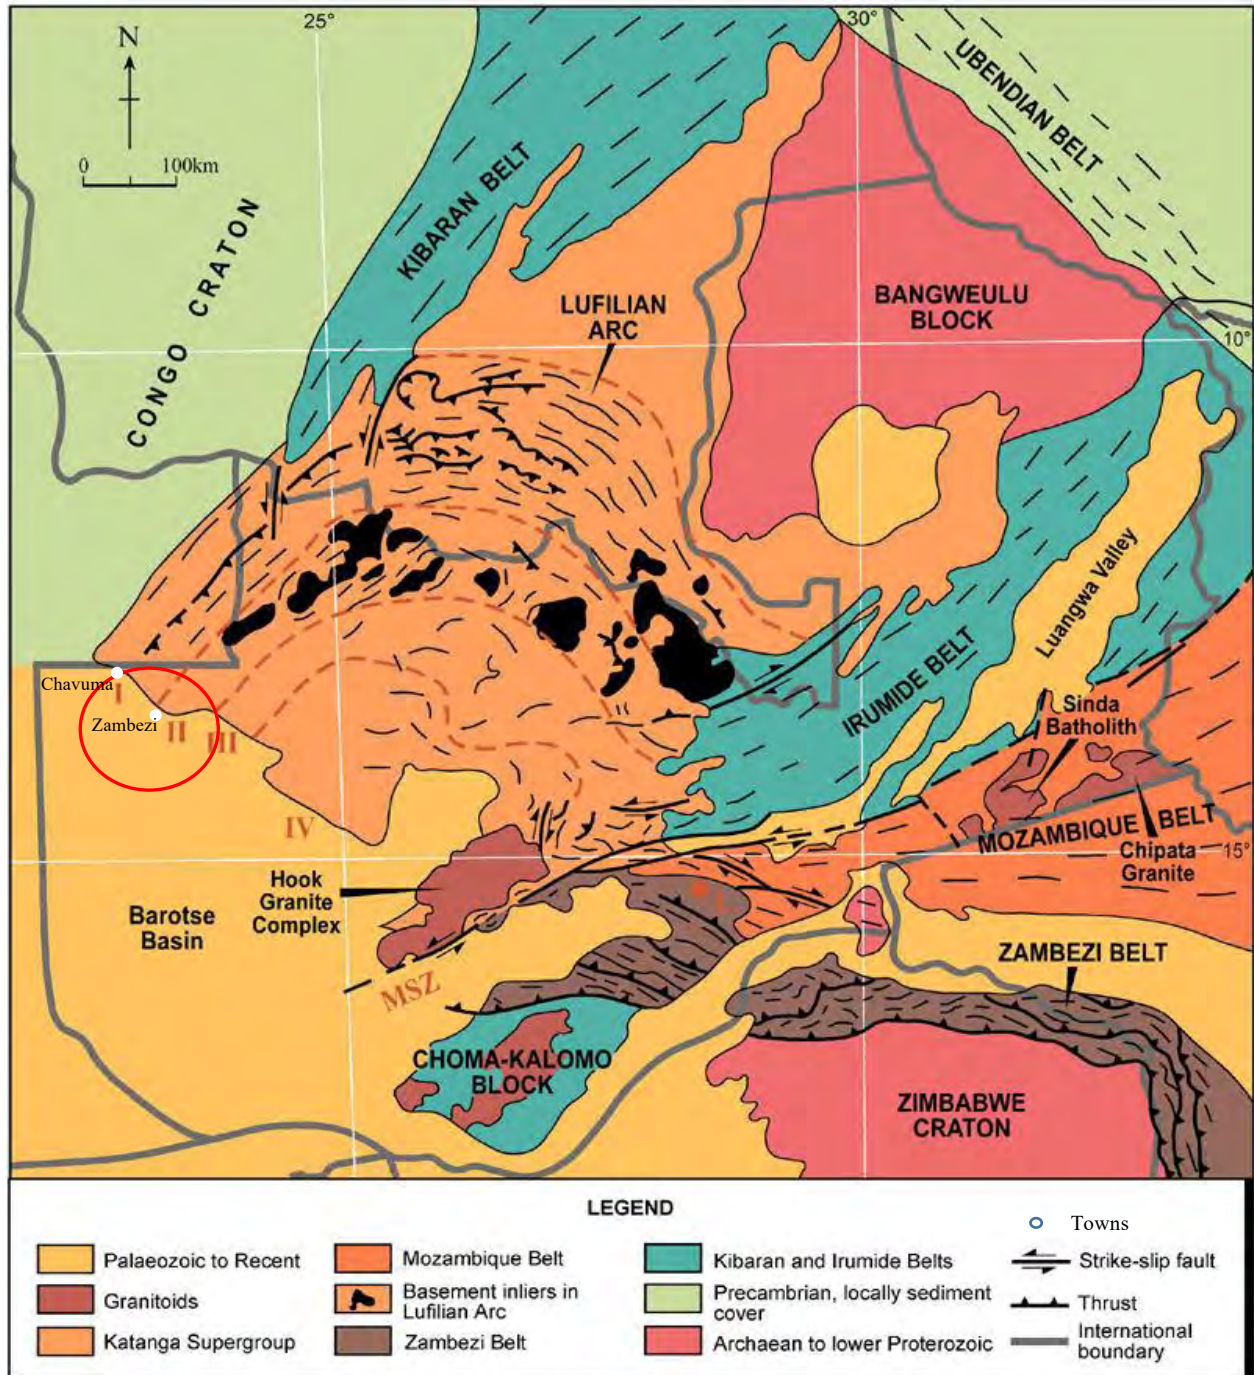 25°
30°
N
0 100km
UBENDIAN BELT
KIBARAN BELT
CONGO CRATON
LUFILIAN
ARC
BANGWEULU
BLOCK
10°
Luangwa Valley
IRUMIDE BELT
Chavuma
I
Zambezi
II
III
IV
Sinda
Batholith
MOZAMBIQUE BELT
Chipata
Granite
15°
Hook
Granite
Complex
Barotse
Basin
MSZ
ZAMBEZI BELT
CHOMA-KALOMO
BLOCK
ZIMBABWE
CRATON
LEGEND
Palaeozoic to Recent
Granitoids
Katanga Supergroup
Mozambique Belt
Basement inliers in
Lufilian Arc
Zambezi Belt
Kibaran and Irumide Belts
Precambrian, locally sediment
cover
Archaean to lower Proterozoic
Towns
Strike-slip fault
Thrust
International
boundary